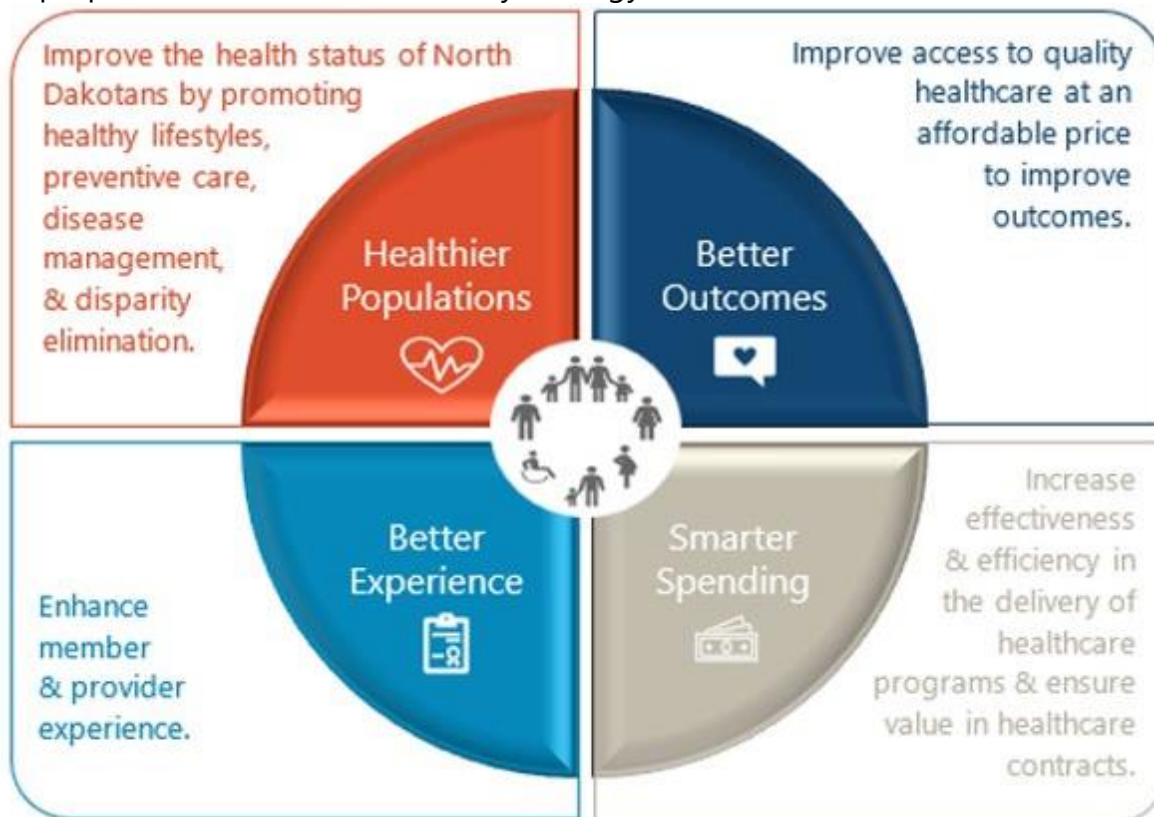 Improve the health status of North
Dakotans by promoting
healthy lifestyles,
preventive care,
disease
management,
& disparity
elimination.
Healthier
Populations
Improve access to quality
healthcare at an
affordable price
to improve
outcomes.
Better
Outcomes
Enhance
member
& provider
experience.
Better
Experience
Smarter
Spending
Increase
effectiveness
& efficiency in
the delivery of
healthcare
programs & ensure
value in healthcare
contracts.